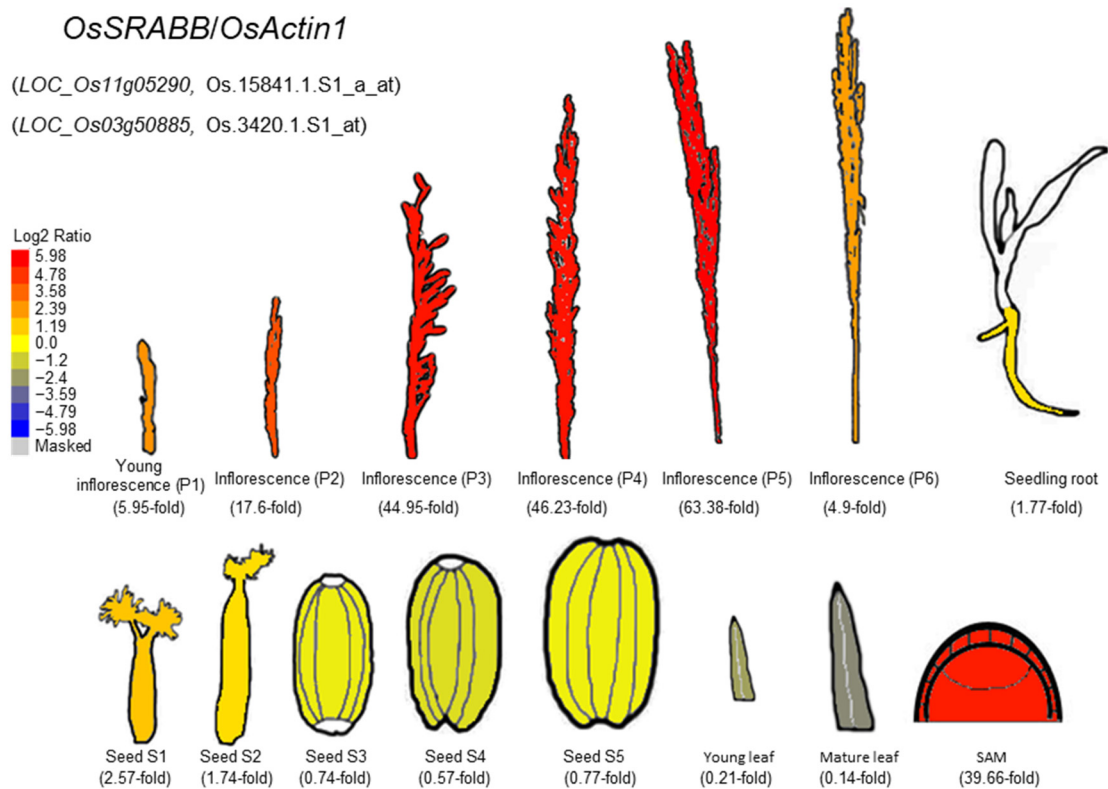 OsSRABB/OsActin1
(LOC_Os11g05290, Os.15841.1.S1_a_at)
(LOC_Os03g50885, Os.3420.1.S1_at)
Log2 Ratio
5.98
4.78
3.58
2.39
1.19
0.0
−1.2
−2.4
−3.59
−4.79
−5.98
Masked
Young
inflorescence (P1)
(5.95-fold)
Inflorescence (P2)
(17.6-fold)
Inflorescence (P3)
(44.95-fold)
Inflorescence (P4)
(46.23-fold)
Inflorescence (P5)
(63.38-fold)
Inflorescence (P6)
(4.9-fold)
Seedling root
(1.77-fold)
Seed S1
(2.57-fold)
Seed S2
(1.74-fold)
Seed S3
(0.74-fold)
Seed S4
(0.57-fold)
Seed S5
(0.77-fold)
Young leaf
(0.21-fold)
Mature leaf
(0.14-fold)
SAM
(39.66-fold)